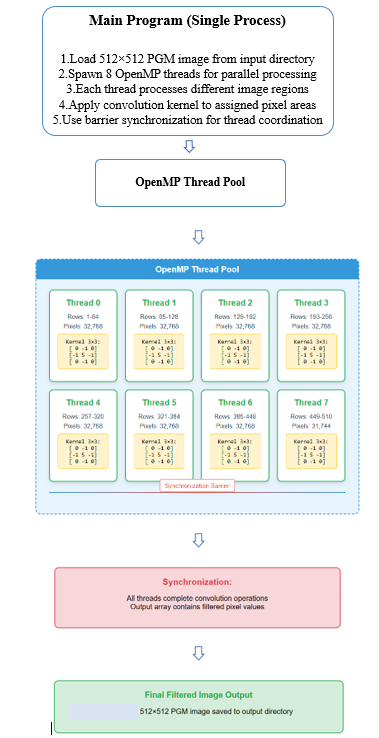 Main Program (Single Process)
1.Load 512×512 PGM image from input directory
2.Spawn 8 OpenMP threads for parallel processing
3.Each thread processes different image regions
4.Apply convolution kernel to assigned pixel areas
5.Use barrier synchronization for thread coordination
OpenMP Thread Pool
OpenMP Thread Pool
Thread 0
Rows: 1-64
Pixels: 32,768
Kernel 3x3:
[ 0 -1 0]
[-1 5 -1]
[ 0 -1 0]
Thread 1
Rows: 65-128
Pixels: 32,768
Kernel 3x3:
[ 0 -1 0]
[-1 5 -1]
[ 0 -1 0]
Thread 2
Rows: 129-192
Pixels: 32,768
Kernel 3x3:
[ 0 -1 0]
[-1 5 -1]
[ 0 -1 0]
Thread 3
Rows: 193-256
Pixels: 32,768
Kernel 3x3:
[ 0 -1 0]
[-1 5 -1]
[ 0 -1 0]
Thread 4
Rows: 257-320
Pixels: 32,768
Kernel 3x3:
[ 0 -1 0]
[-1 5 -1]
[ 0 -1 0]
Thread 5
Rows: 321-384
Pixels: 32,768
Kernel 3x3:
[ 0 -1 0]
[-1 5 -1]
[ 0 -1 0]
Thread 6
Rows: 385-448
Pixels: 32,768
Kernel 3x3:
[ 0 -1 0]
[-1 5 -1]
[ 0 -1 0]
Thread 7
Rows: 449-510
Pixels: 31,744
Kernel 3x3:
[ 0 -1 0]
[-1 5 -1]
[ 0 -1 0]
Synchronization Barrier
Synchronization:
All threads complete convolution operations
Output array contains filtered pixel values
Final Filtered Image Output
512×512 PGM image saved to output directory